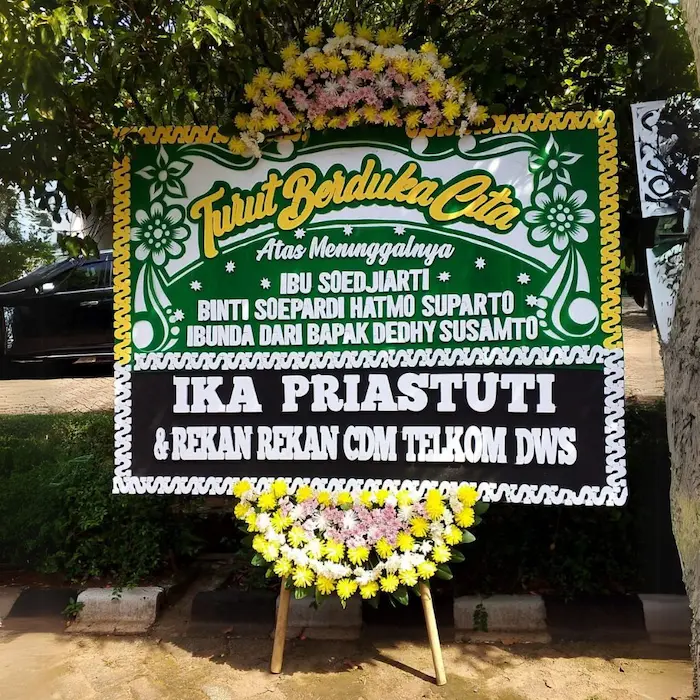 Turut Berduka Cita
Atas Meninggalnya
IBU SOEDJIARTI
BINTI SOEPARDI HATMO SUPARTO
IBUNDA DARI BAPAK DEDHY SUSAMTO
IKA PRIASTUTI
& REKAN REKAN CDM TELKOM DWS